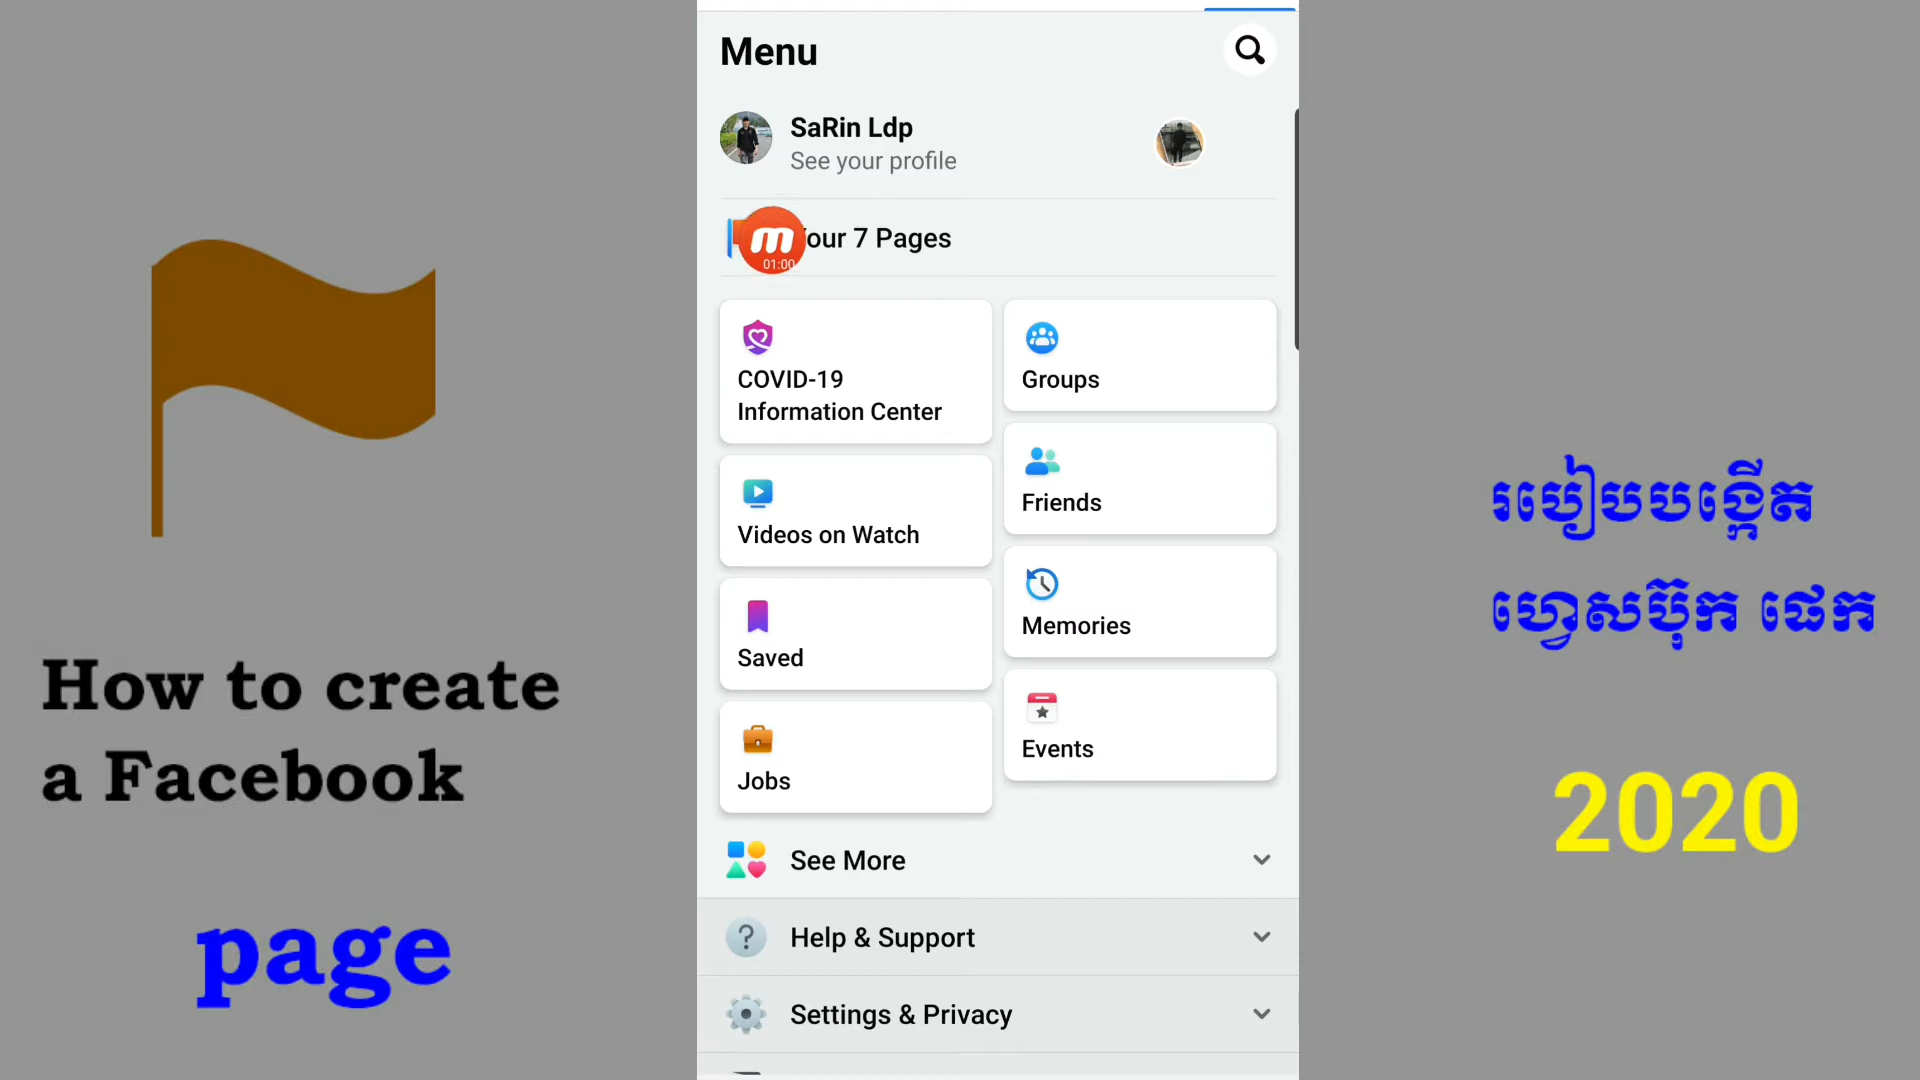 Menu
SaRin Ldp
See your profile
our 7 Pages
m
01:00
COVID-19
Information Center
Groups
Friends
Videos on Watch
Memories
Saved
Events
Jobs
See More
Help & Support
Settings & Privacy
How to create
a Facebook
page
របៀបបង្កើត
ហ្វេសប៊ុក ផេក
2020